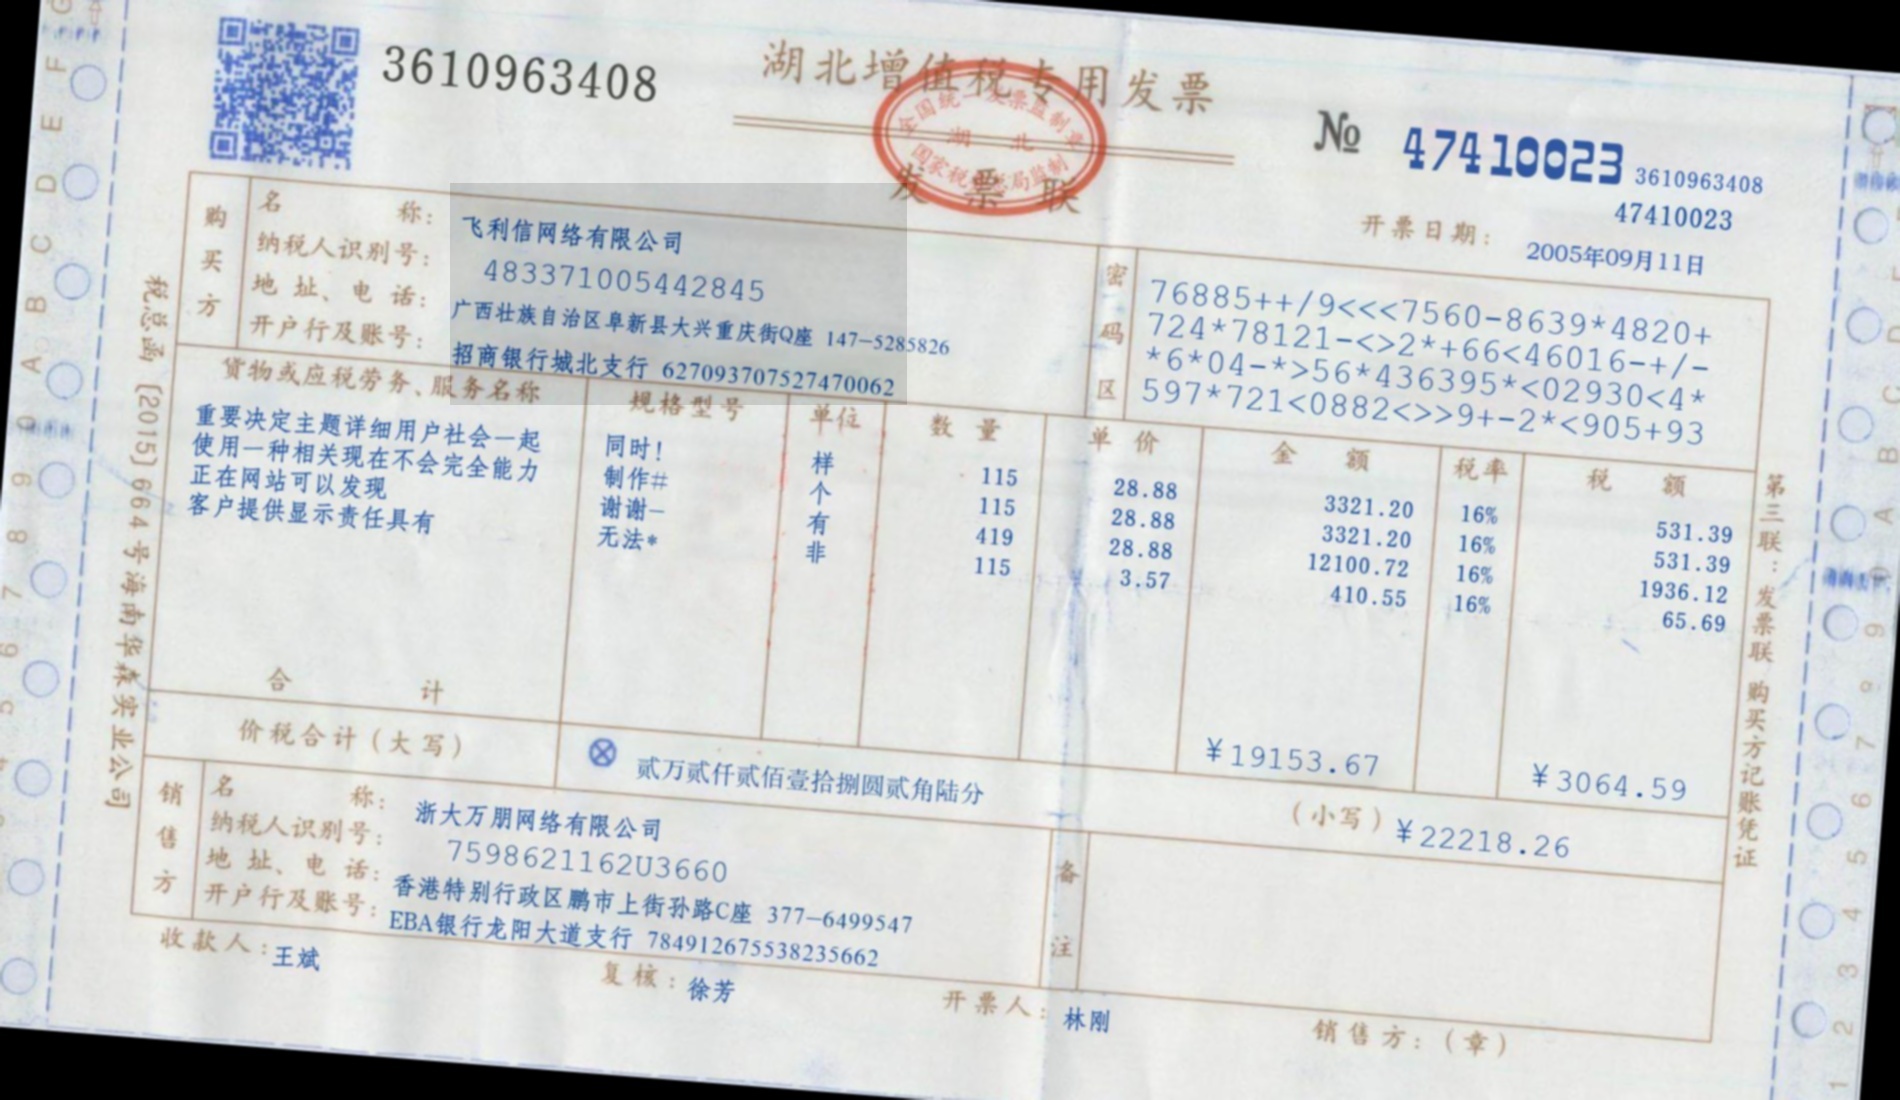 3610963408
湖北增值税专用发票
全国统一发票监制章
湖北
国家税务局监制
发票联
№ 47410023 3610963408
47410023
开票日期: 2005年09月11日
购买方
名称: 飞利信网络有限公司
纳税人识别号: 483371005442845
地址、电话: 广西壮族自治区阜新县大兴重庆街Q座 147-5285826
开户行及账号: 招商银行城北支行 627093707527470062
密码区
76885++/9<<<7560-8639*4820+
724*78121-<>2*+66<46016-+/-
*6*04-*>56*436395*<02930<4*
597*721<0882<>>9+-2*<905+93
货物或应税劳务、服务名称 规格型号 单位 数量 单价 金额 税率 税额
重要决定主题详细用户社会一起 同时! 样 115 28.88 3321.20 16% 531.39
使用一种相关现在不会完全能力 制作# 个 115 28.88 3321.20 16% 531.39
正在网站可以发现 谢谢- 有 419 28.88 12100.72 16% 1936.12
客户提供显示责任具有 无法* 非 115 3.57 410.55 16% 65.69
合计 ¥19153.67 ¥3064.59
价税合计(大写) 贰万贰仟贰佰壹拾捌圆贰角陆分 (小写) ¥22218.26
销售方
名称: 浙大万朋网络有限公司
纳税人识别号: 7598621162U3660
地址、电话: 香港特别行政区鹏市上街孙路C座 377-6499547
开户行及账号: EBA银行龙阳大道支行 784912675538235662
备注
收款人: 王斌 复核: 徐芳 开票人: 林刚 销售方:(章)
税总函〔2015〕664号海南华森实业公司
第三联:发票联 购买方记账凭证